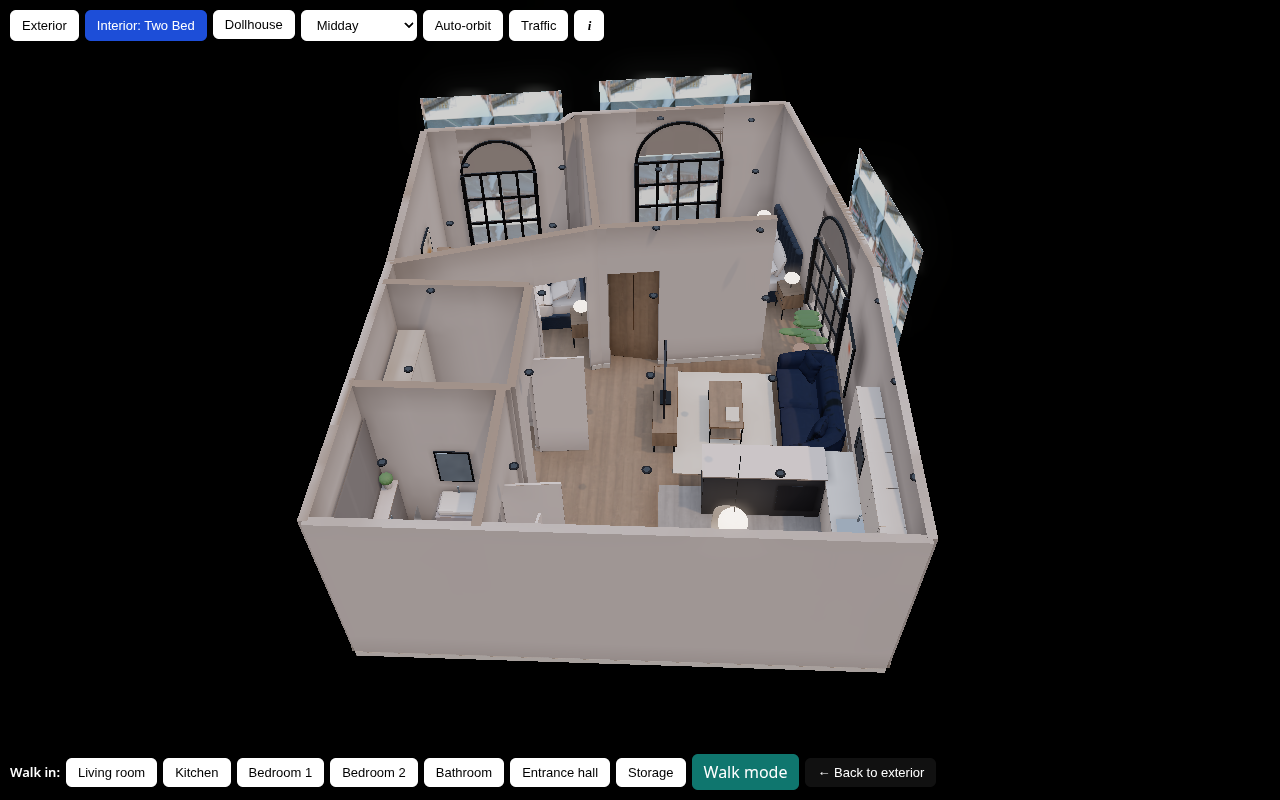 Exterior
Interior: Two Bed
Dollhouse
Midday
Auto-orbit
Traffic
i
Walk in:
Living room
Kitchen
Bedroom 1
Bedroom 2
Bathroom
Entrance hall
Storage
Walk mode
← Back to exterior